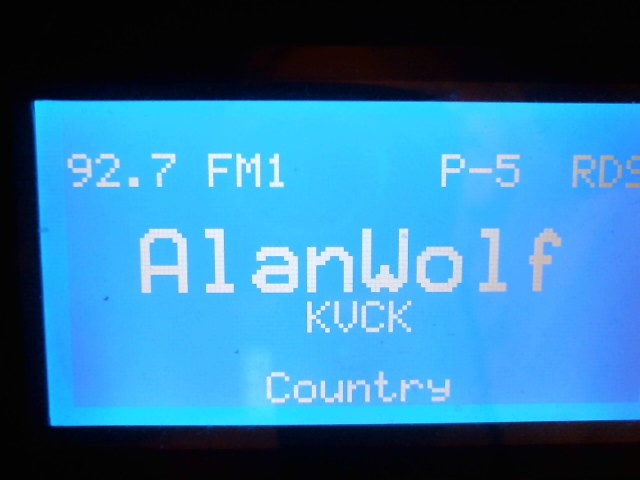 92.7 FM1 P-5 RDS
AlanWolf
KVCK
Country